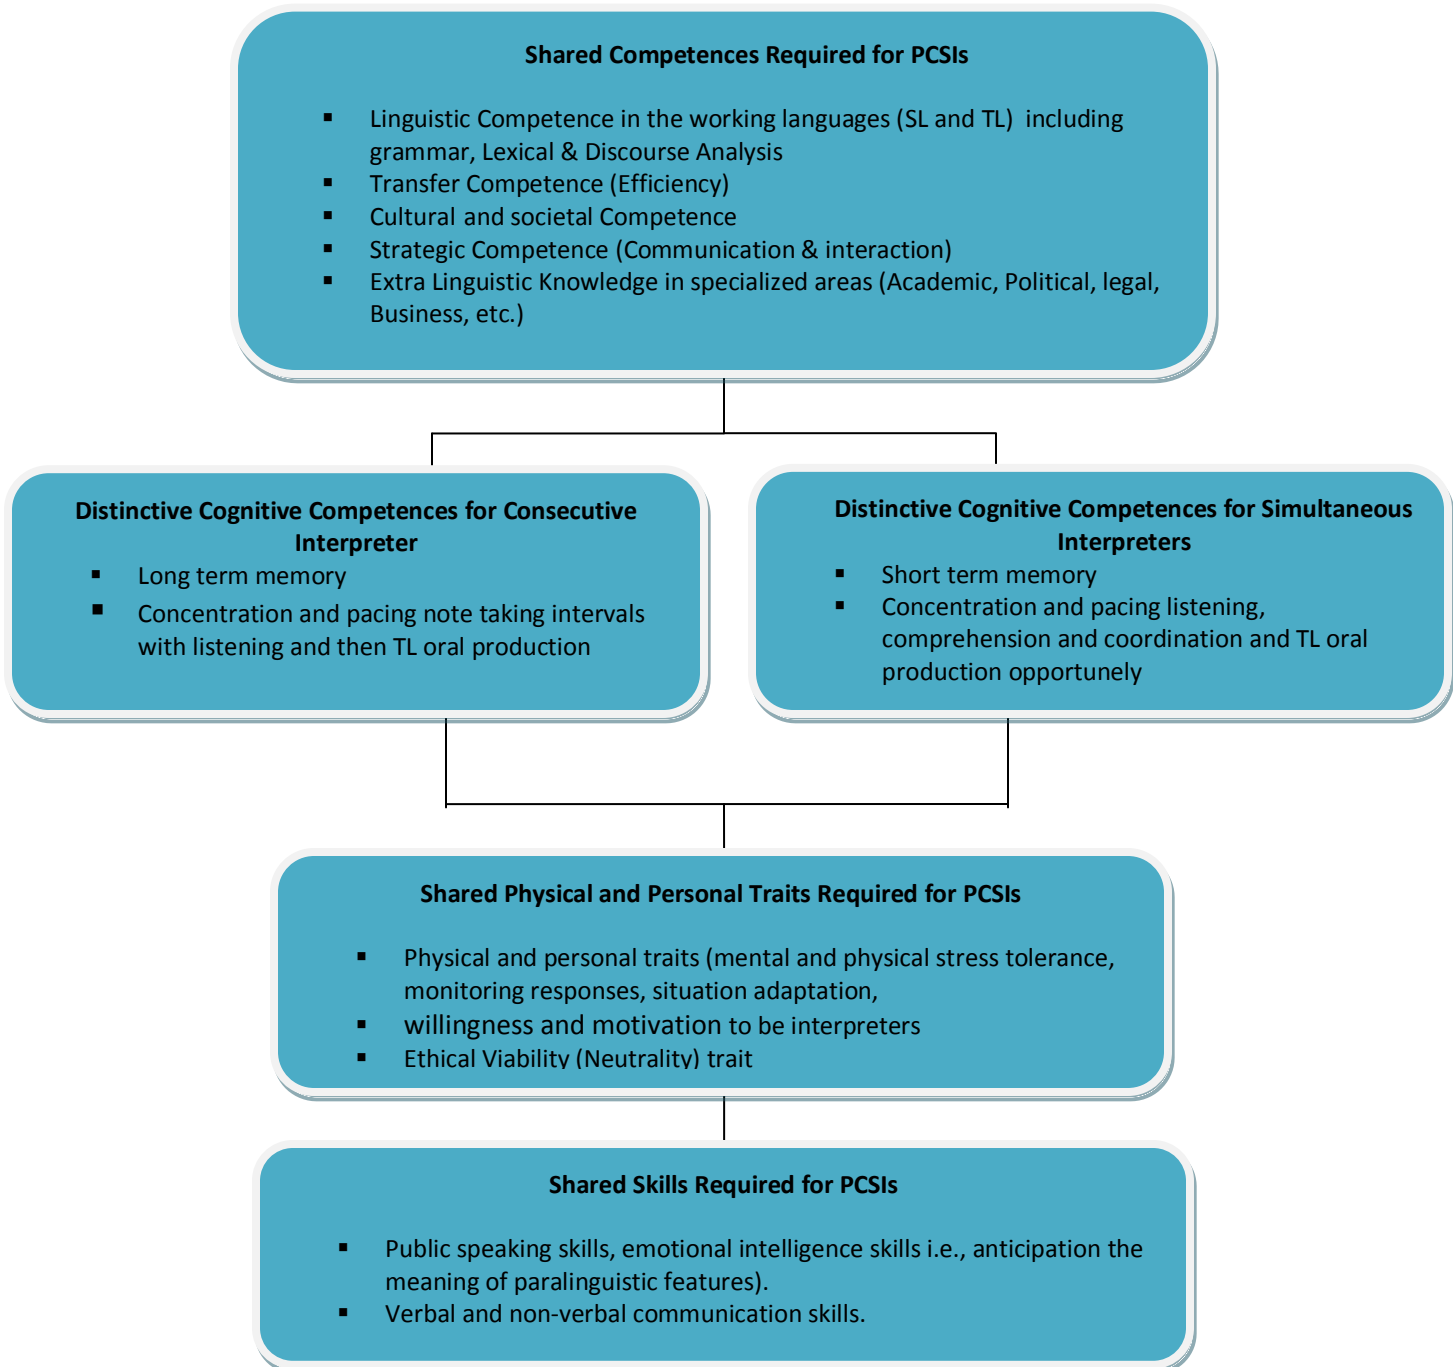 Shared Competences Required for PCSIs
▪ Linguistic Competence in the working languages (SL and TL) including
grammar, Lexical & Discourse Analysis
▪ Transfer Competence (Efficiency)
▪ Cultural and societal Competence
▪ Strategic Competence (Communication & interaction)
▪ Extra Linguistic Knowledge in specialized areas (Academic, Political, legal,
Business, etc.)
Distinctive Cognitive Competences for Consecutive
Interpreter
▪ Long term memory
▪ Concentration and pacing note taking intervals
with listening and then TL oral production
Distinctive Cognitive Competences for Simultaneous
Interpreters
▪ Short term memory
▪ Concentration and pacing listening,
comprehension and coordination and TL oral
production opportunely
Shared Physical and Personal Traits Required for PCSIs
▪ Physical and personal traits (mental and physical stress tolerance,
monitoring responses, situation adaptation,
▪ willingness and motivation to be interpreters
▪ Ethical Viability (Neutrality) trait
Shared Skills Required for PCSIs
▪ Public speaking skills, emotional intelligence skills i.e., anticipation the
meaning of paralinguistic features).
▪ Verbal and non-verbal communication skills.